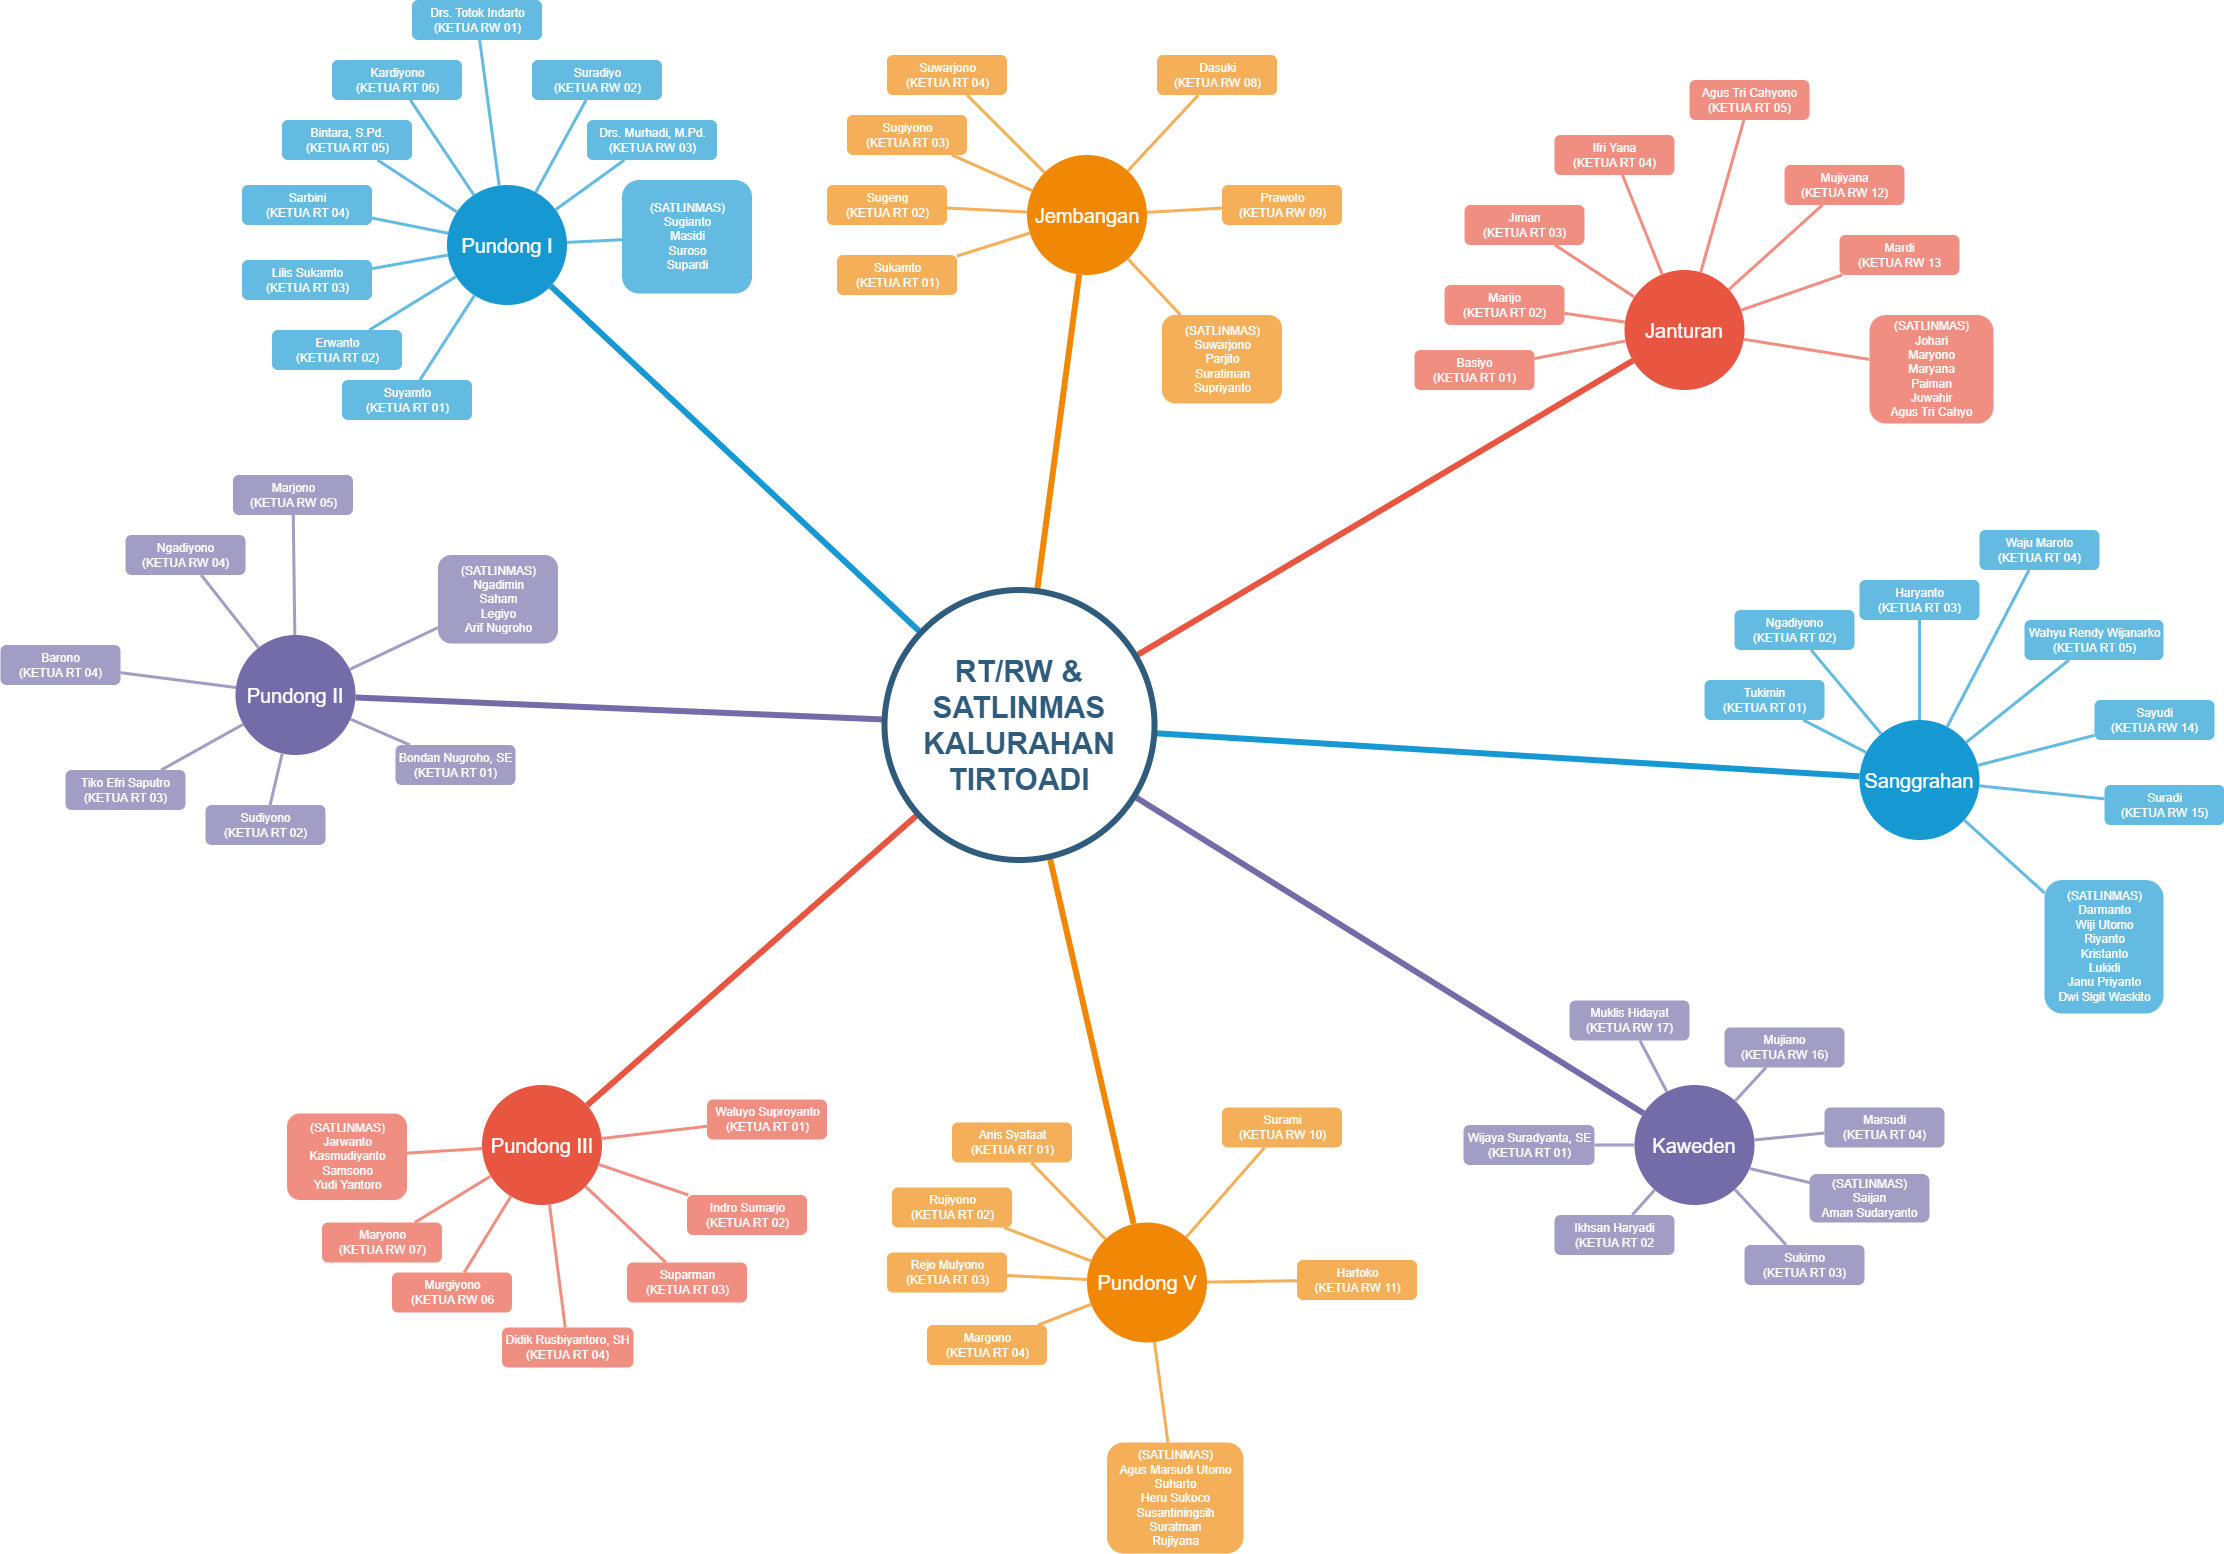 RT/RW &
SATLINMAS
KALURAHAN
TIRTOADI
Pundong I
Drs. Totok Indarto
(KETUA RW 01)
Suradiyo
(KETUA RW 02)
Drs. Murhadi, M.Pd.
(KETUA RW 03)
(SATLINMAS)
Sugianto
Masidi
Suroso
Supardi
Kardiyono
(KETUA RT 06)
Bintara, S.Pd.
(KETUA RT 05)
Sarbini
(KETUA RT 04)
Lilis Sukamto
(KETUA RT 03)
Erwanto
(KETUA RT 02)
Suyamto
(KETUA RT 01)
Jembangan
Suwarjono
(KETUA RT 04)
Sugiyono
(KETUA RT 03)
Sugeng
(KETUA RT 02)
Sukamto
(KETUA RT 01)
Dasuki
(KETUA RW 08)
Prawoto
(KETUA RW 09)
(SATLINMAS)
Suwarjono
Parjito
Suratiman
Supriyanto
Janturan
Agus Tri Cahyono
(KETUA RT 05)
Ifri Yana
(KETUA RT 04)
Jiman
(KETUA RT 03)
Marijo
(KETUA RT 02)
Basiyo
(KETUA RT 01)
Mujiyana
(KETUA RW 12)
Mardi
(KETUA RW 13
(SATLINMAS)
Johari
Maryono
Maryana
Paiman
Juwahir
Agus Tri Cahyo
Pundong II
Marjono
(KETUA RW 05)
Ngadiyono
(KETUA RW 04)
(SATLINMAS)
Ngadimin
Saham
Legiyo
Arif Nugroho
Barono
(KETUA RT 04)
Tiko Efri Saputro
(KETUA RT 03)
Sudiyono
(KETUA RT 02)
Bondan Nugroho, SE
(KETUA RT 01)
Sanggrahan
Waju Maroto
(KETUA RT 04)
Haryanto
(KETUA RT 03)
Ngadiyono
(KETUA RT 02)
Tukimin
(KETUA RT 01)
Wahyu Rendy Wijanarko
(KETUA RT 05)
Sayudi
(KETUA RW 14)
Suradi
(KETUA RW 15)
(SATLINMAS)
Darmanto
Wiji Utomo
Riyanto
Kristanto
Lukidi
Janu Priyanto
Dwi Sigit Waskito
Pundong III
(SATLINMAS)
Jarwanto
Kasmudiyanto
Samsono
Yudi Yantoro
Maryono
(KETUA RW 07)
Murgiyono
(KETUA RW 06
Didik Rusbiyantoro, SH
(KETUA RT 04)
Suparman
(KETUA RT 03)
Indro Sumarjo
(KETUA RT 02)
Waluyo Suproyanto
(KETUA RT 01)
Pundong V
Anis Syafaat
(KETUA RT 01)
Rujiyono
(KETUA RT 02)
Rejo Mulyono
(KETUA RT 03)
Margono
(KETUA RT 04)
Surami
(KETUA RW 10)
Hartoko
(KETUA RW 11)
(SATLINMAS)
Agus Marsudi Utomo
Suharto
Heru Sukoco
Susantiningsih
Suratman
Rujiyana
Kaweden
Muklis Hidayat
(KETUA RW 17)
Mujiano
(KETUA RW 16)
Marsudi
(KETUA RT 04)
(SATLINMAS)
Saijan
Aman Sudaryanto
Sukirno
(KETUA RT 03)
Ikhsan Haryadi
(KETUA RT 02
Wijaya Suradyanta, SE
(KETUA RT 01)